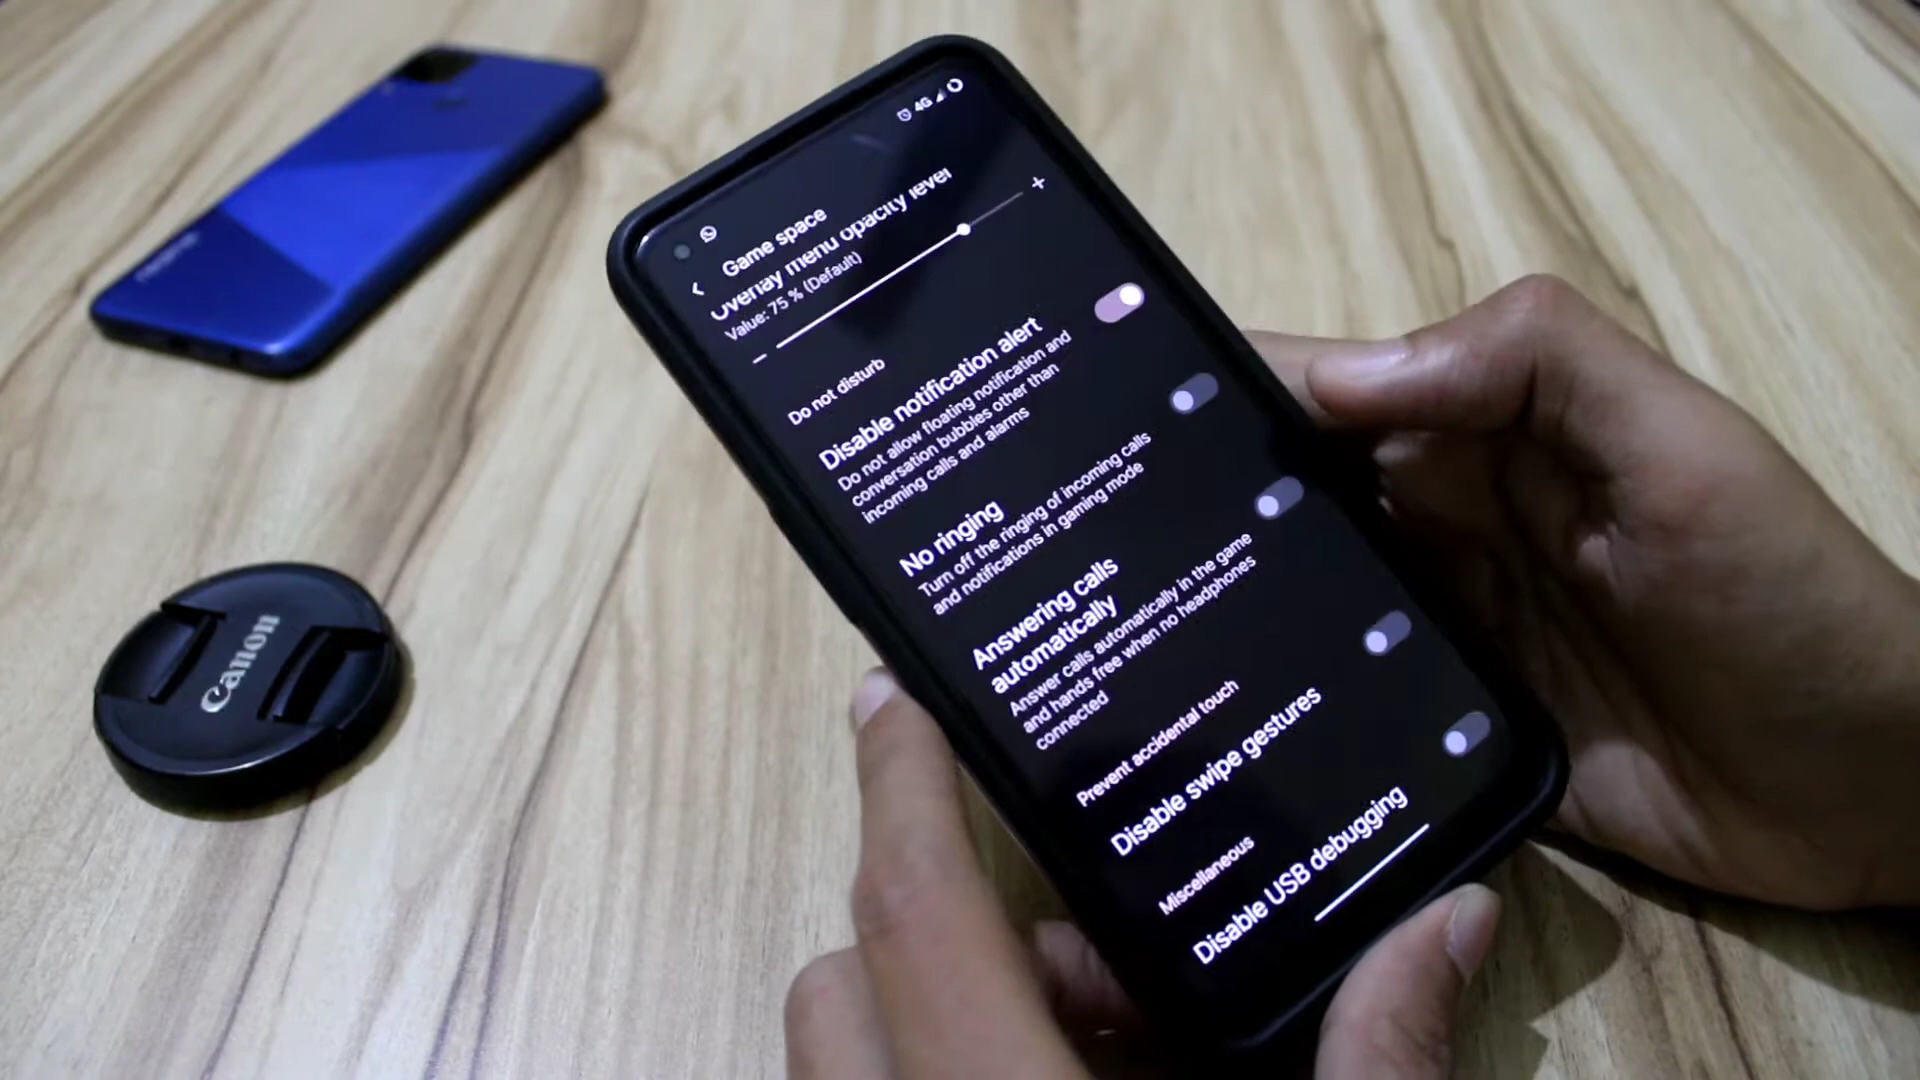 4G
Game space
Overlay menu opacity level
Value: 75 % (Default)
Do not disturb
Disable notification alert
Do not allow floating notification and
conversation bubbles other than
incoming calls and alarms
No ringing
Turn off the ringing of incoming calls
and notifications in gaming mode
Answering calls
automatically
Answer calls automatically in the game
and hands free when no headphones
connected
Prevent accidental touch
Disable swipe gestures
Miscellaneous
Disable USB debugging
Canon